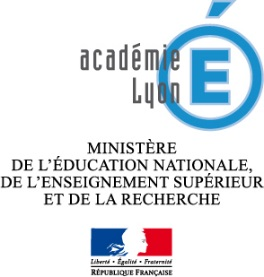 académie
Lyon
É
MINISTÈRE
DE L'ÉDUCATION NATIONALE,
DE L'ENSEIGNEMENT SUPÉRIEUR
ET DE LA RECHERCHE
Liberté • Égalité • Fraternité
RÉPUBLIQUE FRANÇAISE